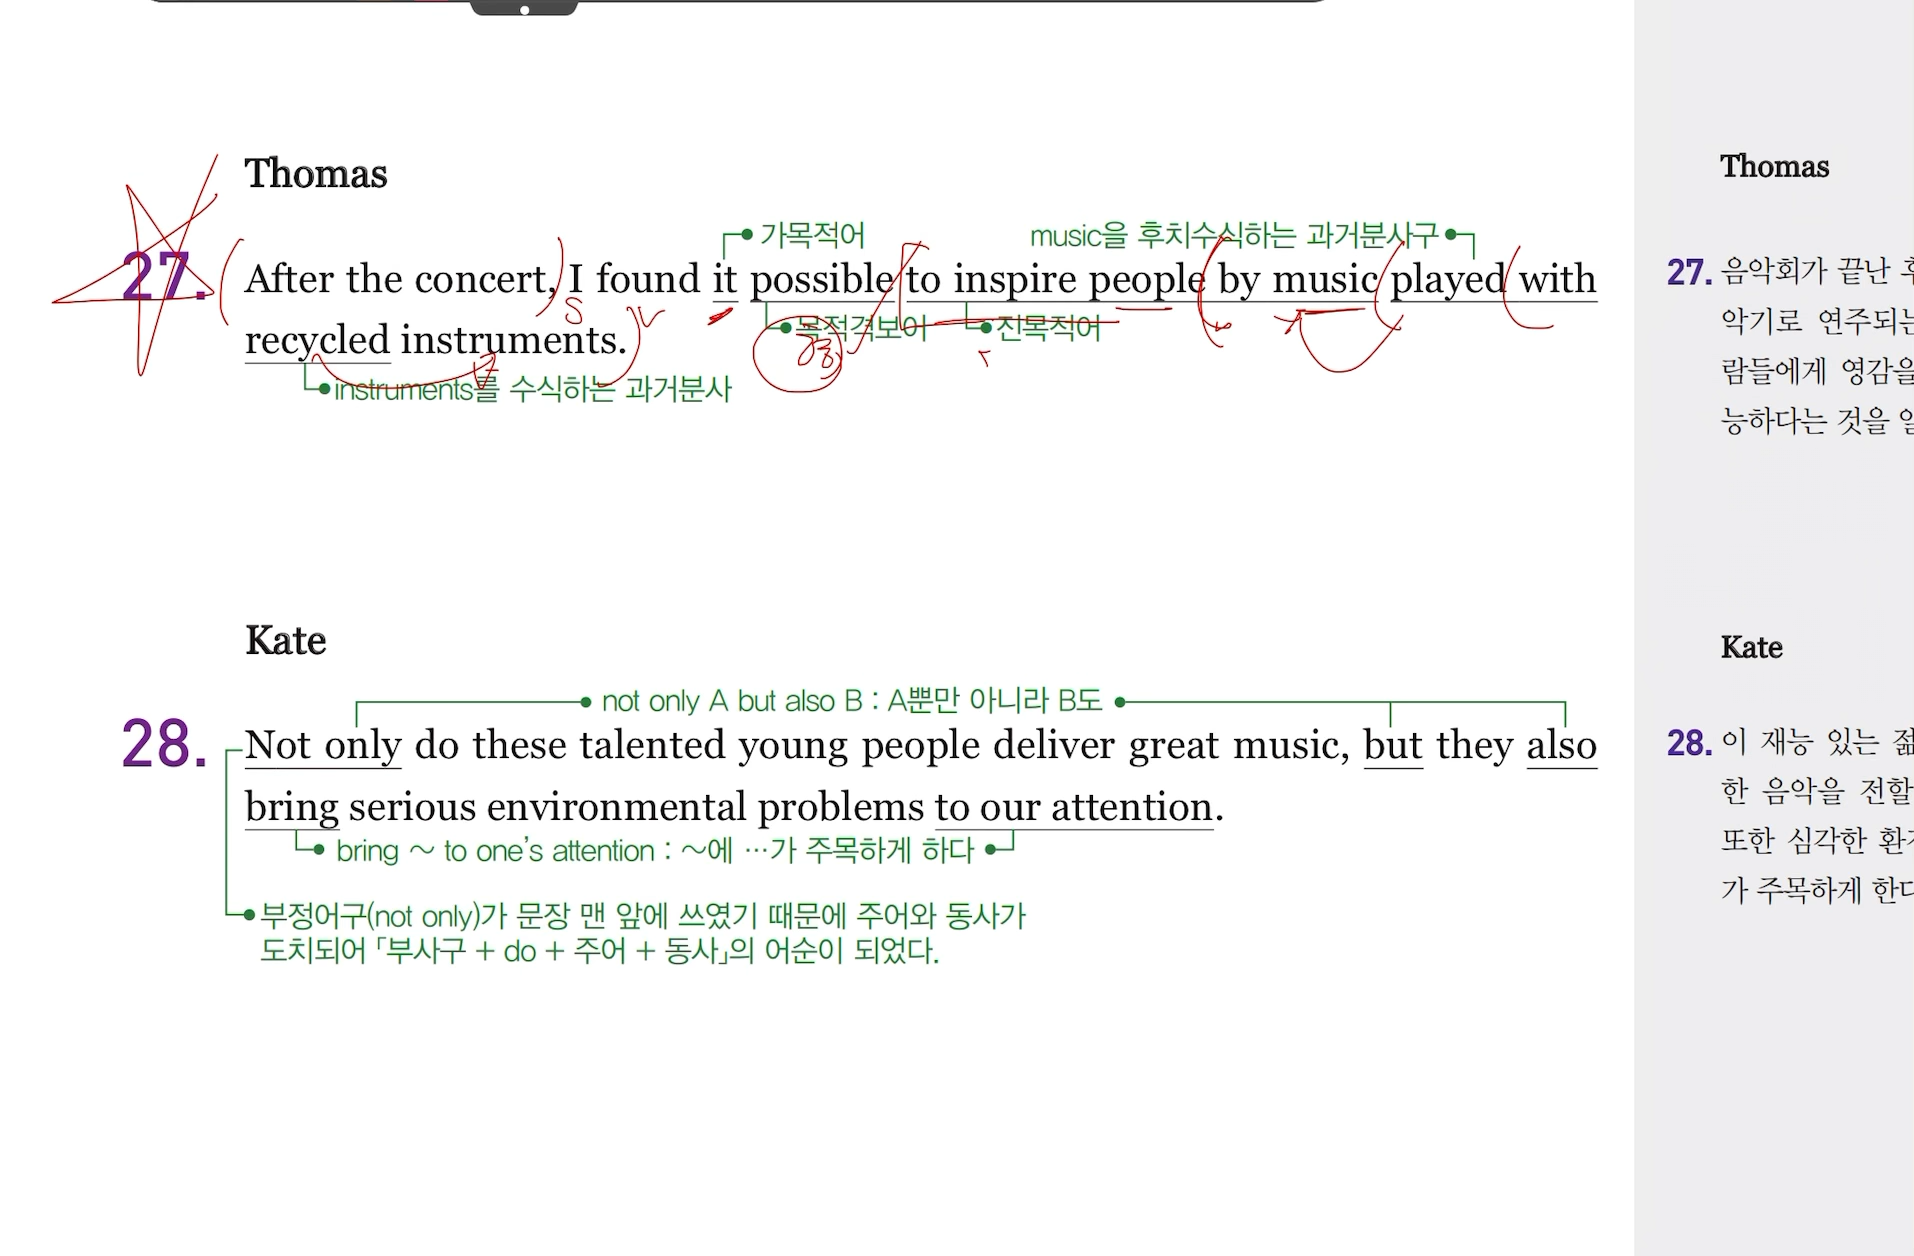 Thomas
가목적어
music을 후치수식하는 과거분사구
27. After the concert, I found it possible to inspire people by music played with
S
V
목적격보어
진목적어
recycled instruments.
instruments를 수식하는 과거분사
Kate
not only A but also B : A뿐만 아니라 B도
28. Not only do these talented young people deliver great music, but they also
bring serious environmental problems to our attention.
bring ～ to one's attention : ～에 …가 주목하게 하다
부정어구(not only)가 문장 맨 앞에 쓰였기 때문에 주어와 동사가
도치되어 「부사구 + do + 주어 + 동사」의 어순이 되었다.
Thomas
27. 음악회가 끝난
악기로 연주되는
람들에게 영감을
능하다는 것을
Kate
28. 이 재능 있는
한 음악을 전할
또한 심각한
가 주목하게 한다